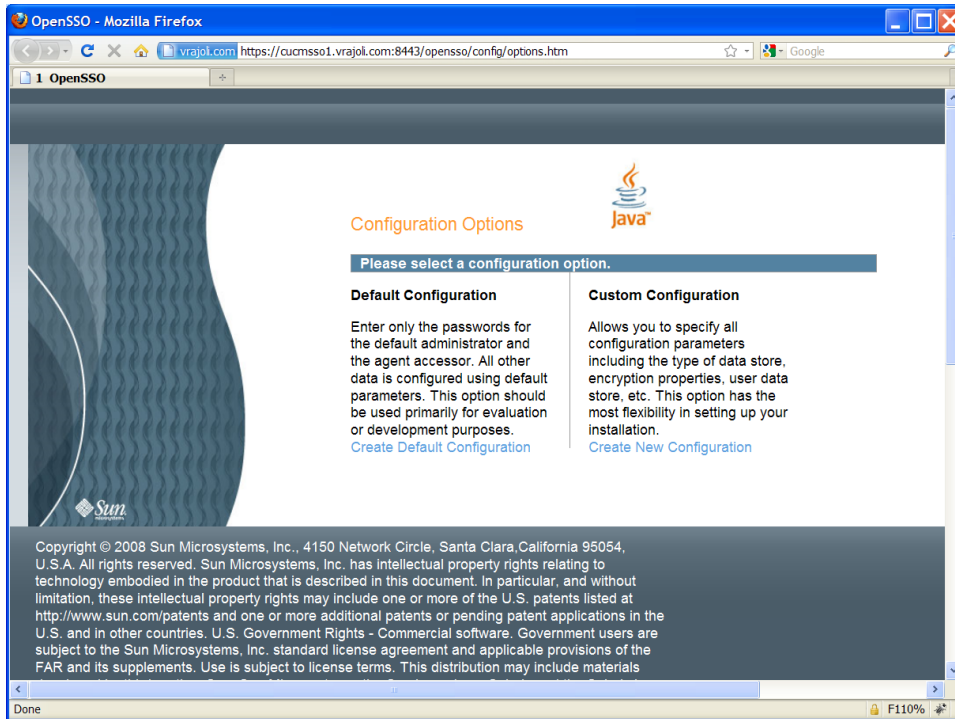 OpenSSO - Mozilla Firefox
vrajoli.com https://cucmsso1.vrajoli.com:8443/opensso/config/options.htm
Google
1 OpenSSO
Java™
Configuration Options
Please select a configuration option.
Default Configuration
Enter only the passwords for
the default administrator and
the agent accessor. All other
data is configured using default
parameters. This option should
be used primarily for evaluation
or development purposes.
Create Default Configuration
Custom Configuration
Allows you to specify all
configuration parameters
including the type of data store,
encryption properties, user data
store, etc. This option has the
most flexibility in setting up your
installation.
Create New Configuration
Sun
microsystems
Copyright © 2008 Sun Microsystems, Inc., 4150 Network Circle, Santa Clara,California 95054,
U.S.A. All rights reserved. Sun Microsystems, Inc. has intellectual property rights relating to
technology embodied in the product that is described in this document. In particular, and without
limitation, these intellectual property rights may include one or more of the U.S. patents listed at
http://www.sun.com/patents and one or more additional patents or pending patent applications in the
U.S. and in other countries. U.S. Government Rights - Commercial software. Government users are
subject to the Sun Microsystems, Inc. standard license agreement and applicable provisions of the
FAR and its supplements. Use is subject to license terms. This distribution may include materials
Done
F110%